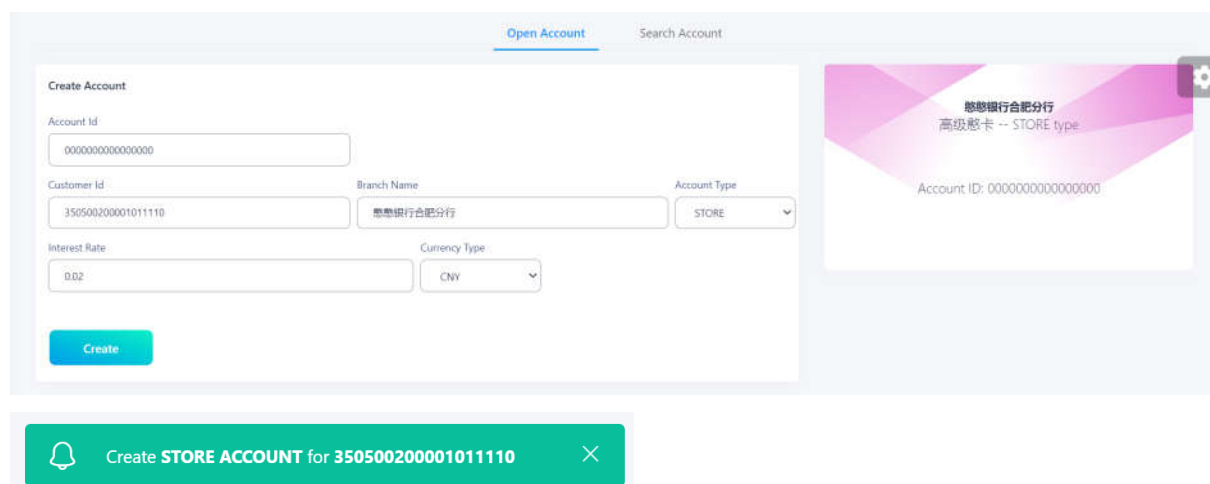 Open Account
Search Account
Create Account
Account Id
0000000000000000
Customer Id
Branch Name
Account Type
350500200001011110
憨憨银行合肥分行
STORE
Interest Rate
Currency Type
0.02
CNY
Create
憨憨银行合肥分行
高级憨卡 -- STORE type
Account ID: 0000000000000000
Create STORE ACCOUNT for 350500200001011110